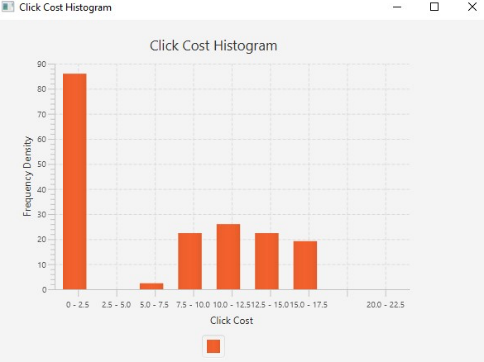 Click Cost Histogram
Click Cost Histogram
90
80
70
60
50
40
30
20
10
0
Frequency Density
0 - 2.5 2.5 - 5.0 5.0 - 7.5 7.5 - 10.0 10.0 - 12.5 12.5 - 15.0 15.0 - 17.5 20.0 - 22.5
Click Cost